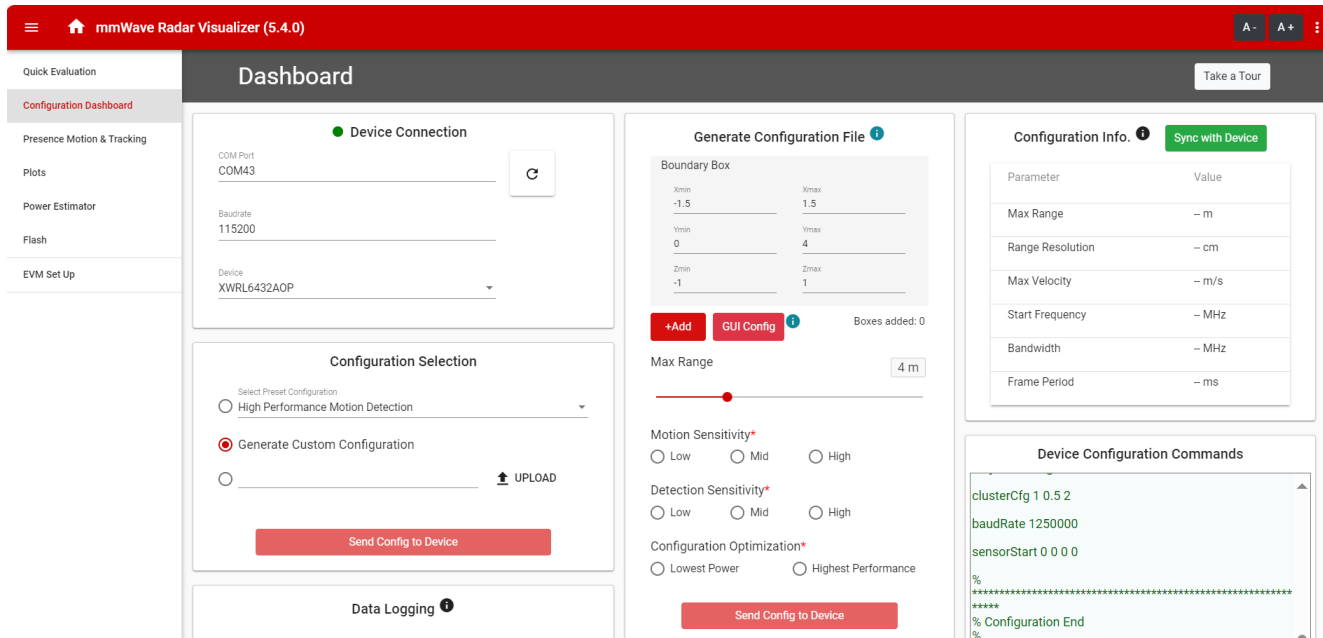 mmWave Radar Visualizer (5.4.0)
A -
A +
Quick Evaluation
Configuration Dashboard
Presence Motion & Tracking
Plots
Power Estimator
Flash
EVM Set Up
Dashboard
Take a Tour
Device Connection
COM Port
COM43
Baudrate
115200
Device
XWRL6432AOP
Configuration Selection
Select Preset Configuration
High Performance Motion Detection
Generate Custom Configuration
UPLOAD
Send Config to Device
Data Logging
Generate Configuration File
Boundary Box
Xmin
-1.5
Xmax
1.5
Ymin
0
Ymax
4
Zmin
-1
Zmax
1
+Add
GUI Config
Boxes added: 0
Max Range
4 m
Motion Sensitivity*
Low
Mid
High
Detection Sensitivity*
Low
Mid
High
Configuration Optimization*
Lowest Power
Highest Performance
Send Config to Device
Configuration Info.
Sync with Device
Parameter Value
Max Range -- m
Range Resolution -- cm
Max Velocity -- m/s
Start Frequency -- MHz
Bandwidth -- MHz
Frame Period -- ms
Device Configuration Commands
clusterCfg 1 0.5 2
baudRate 1250000
sensorStart 0 0 0 0
%
***********************************************************
*****
% Configuration End
%